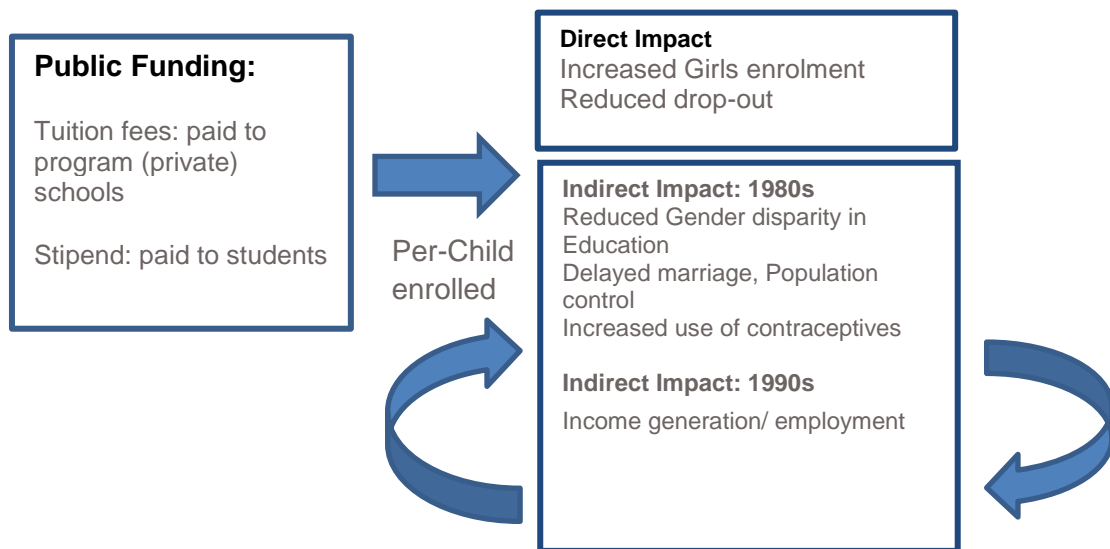 Public Funding:
Tuition fees: paid to
program (private)
schools
Stipend: paid to students
Per-Child
enrolled
Direct Impact
Increased Girls enrolment
Reduced drop-out
Indirect Impact: 1980s
Reduced Gender disparity in
Education
Delayed marriage, Population
control
Increased use of contraceptives
Indirect Impact: 1990s
Income generation/ employment